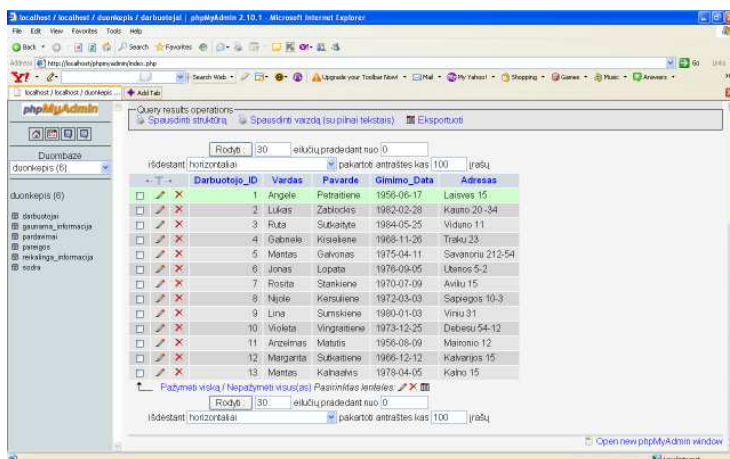 localhost / localhost / duonkepis / darbuotojai | phpMyAdmin 2.10.1 - Microsoft Internet Explorer
File Edit View Favorites Tools Help
Back Search Favorites
Address http://localhost/phpmyadmin/index.php Go Links
Y! Search Web Upgrade your Toolbar Now! Mail My Yahoo! Shopping Games Music Answers
localhost / localhost / duonkepis ... Add Tab
phpMyAdmin
Duombazė
duonkepis (6)
duonkepis (6)
darbuotojai
gaunama_informacija
pardavimai
pareigos
reikalinga_informacija
sodra
Query results operations
Spausdinti struktūrą Spausdinti vaizdą (su pilnai tekstais) Eksportuoti
Rodyti : 30 eilučių pradedant nuo 0
išdėstant horizontaliai pakartoti antraštes kas 100 įrašų
←T→ Darbuotojo_ID Vardas Pavarde Gimimo_Data Adresas
1 Angele Petraitiene 1956-06-17 Laisves 15
2 Lukas Zablockis 1982-02-28 Kauno 20-34
3 Ruta Sutkaityte 1984-05-25 Viduno 11
4 Gabriele Krisieliene 1968-11-26 Traku 23
5 Mantas Galvonas 1975-04-11 Savanoriu 212-54
6 Jonas Lopata 1976-09-05 Utenos 5-2
7 Rosita Stankiene 1970-07-09 Aviliu 15
8 Nijole Kersuliene 1972-03-03 Sapiegos 10-3
9 Lina Sumskiene 1980-01-03 Viniu 31
10 Violeta Vingraitiene 1973-12-25 Debesu 54-12
11 Anzelmas Matutis 1956-08-09 Maironio 12
12 Margarita Sutkaitiene 1966-12-12 Kalvarijos 15
13 Mantas 1978-04-05 Kalno 15
Pažymėti viską / Nepažymėti visus(as) Pasirinktas lenteles:
Rodyti : 30 eilučių pradedant nuo 0
išdėstant horizontaliai pakartoti antraštes kas 100 įrašų
Open new phpMyAdmin window